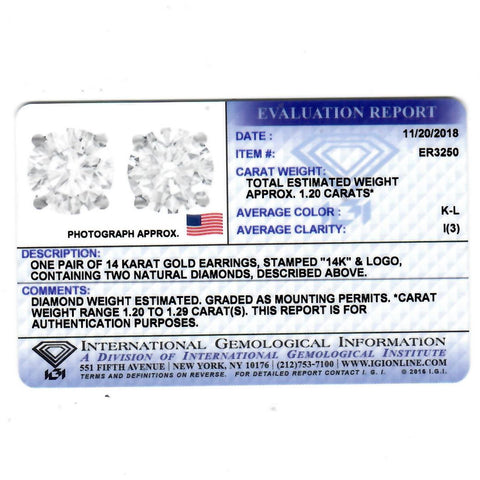 EVALUATION REPORT
DATE : 11/20/2018
ITEM #: ER3250
CARAT WEIGHT:
TOTAL ESTIMATED WEIGHT
APPROX. 1.20 CARATS*
AVERAGE COLOR : K-L
AVERAGE CLARITY: I(3)
PHOTOGRAPH APPROX.
DESCRIPTION:
ONE PAIR OF 14 KARAT GOLD EARRINGS, STAMPED "14K" & LOGO,
CONTAINING TWO NATURAL DIAMONDS, DESCRIBED ABOVE.
COMMENTS:
DIAMOND WEIGHT ESTIMATED. GRADED AS MOUNTING PERMITS. *CARAT
WEIGHT RANGE 1.20 TO 1.29 CARAT(S). THIS REPORT IS FOR
AUTHENTICATION PURPOSES.
INTERNATIONAL GEMOLOGICAL INFORMATION
A DIVISION OF INTERNATIONAL GEMOLOGICAL INSTITUTE
551 FIFTH AVENUE | NEW YORK, NY 10176 | (212)753-7100 | WWW.IGIONLINE.COM
TERMS AND DEFINITIONS ON REVERSE. FOR DETAILED REPORT CONTACT I. G. I. © 2016 I.G.I.